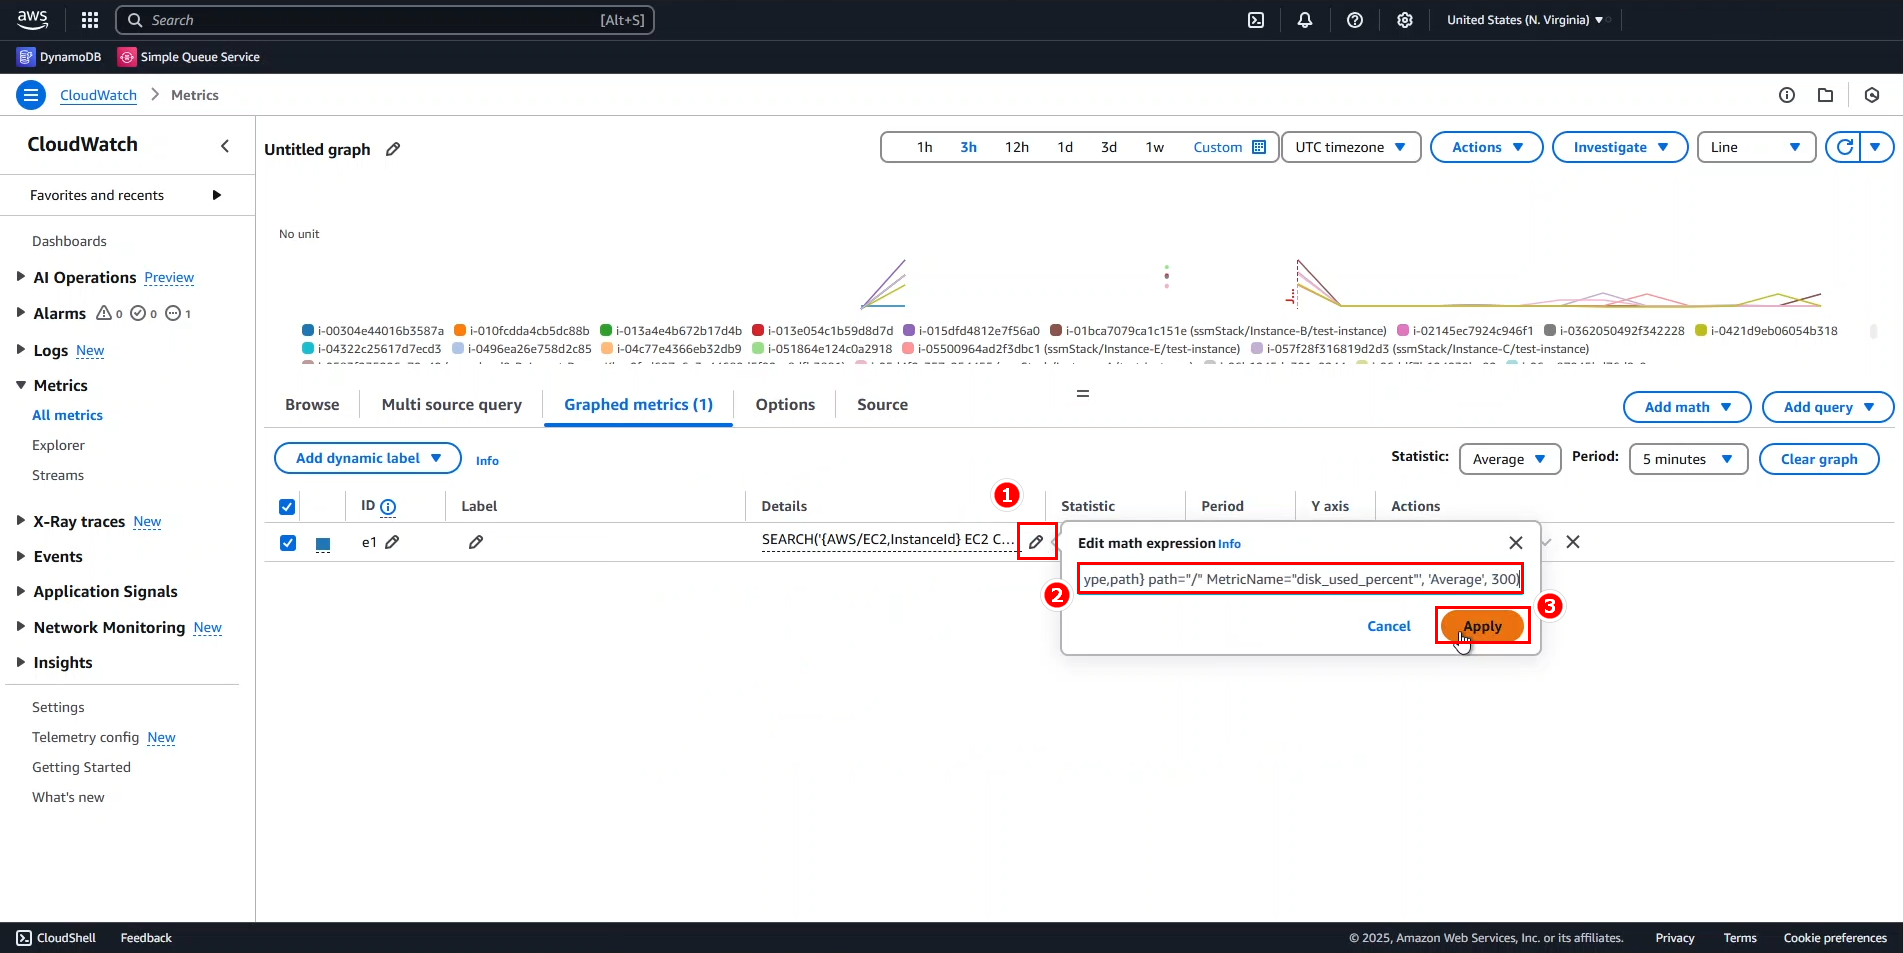 aws
Search
[Alt+S]
United States (N. Virginia)
DynamoDB
Simple Queue Service
CloudWatch
Metrics
CloudWatch
Favorites and recents
Dashboards
AI Operations Preview
Alarms 0 0 1
Logs New
Metrics
All metrics
Explorer
Streams
X-Ray traces New
Events
Application Signals
Network Monitoring New
Insights
Settings
Telemetry config New
Getting Started
What's new
Untitled graph
1h 3h 12h 1d 3d 1w Custom
UTC timezone
Actions
Investigate
Line
No unit
i-00304e44016b3587a i-010fcdda4cb5dc88b i-013a4e4b672b17d4b i-013e054c1b59d8d7d i-015dfd4812e7f56a0 i-01bca7079ca1c151e (ssmStack/Instance-B/test-instance) i-02145ec7924c946f1 i-0362050492f342228 i-0421d9eb06054b318
i-04322c25617d7ecd3 i-0496ea26e758d2c85 i-04c77e4366eb32db9 i-051864e124c0a2918 i-05500964ad2f3dbc1 (ssmStack/Instance-E/test-instance) i-057f28f316819d2d3 (ssmStack/Instance-C/test-instance)
Browse
Multi source query
Graphed metrics (1)
Options
Source
Add math
Add query
Add dynamic label
Info
Statistic:
Average
Period:
5 minutes
Clear graph
ID Label Details Statistic Period Y axis Actions
1
e1
SEARCH('{AWS/EC2,InstanceId} EC2 C...
Edit math expression Info
ype,path} path="/" MetricName="disk_used_percent"', 'Average', 300)
2
Cancel
Apply
3
CloudShell
Feedback
© 2025, Amazon Web Services, Inc. or its affiliates.
Privacy
Terms
Cookie preferences